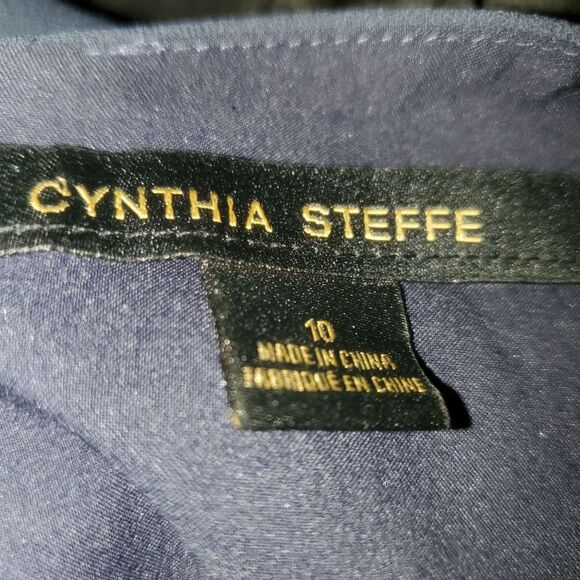 CYNTHIA STEFFE
10
MADE IN CHINA
FABRIQUÉ EN CHINE